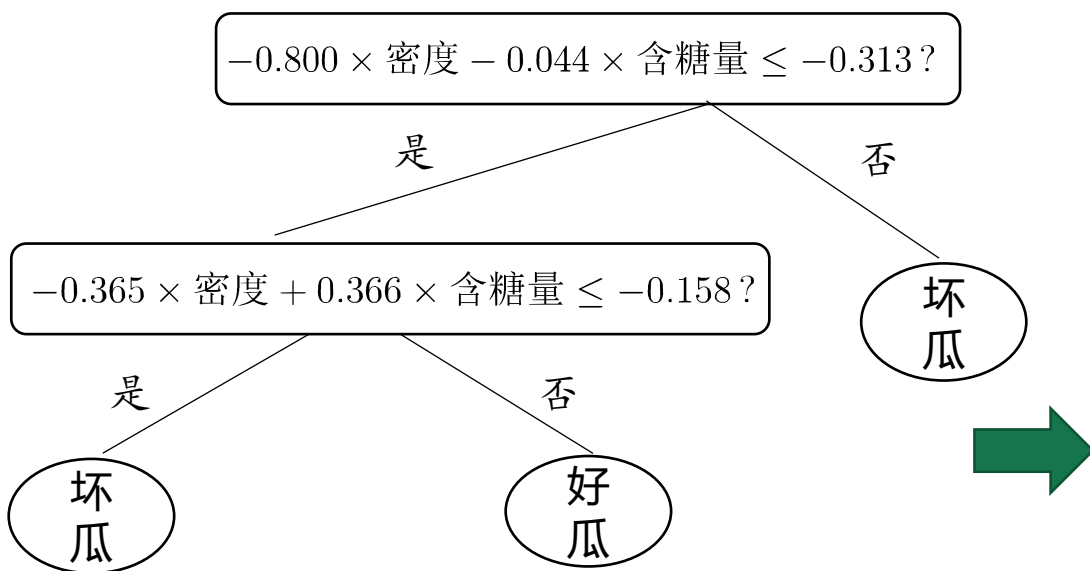 −0.800 × 密度 − 0.044 × 含糖量 ≤ −0.313?
是
否
−0.365 × 密度 + 0.366 × 含糖量 ≤ −0.158?
坏
瓜
是
否
坏
瓜
好
瓜